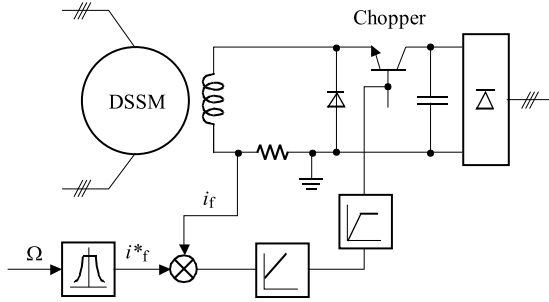 Chopper
DSSM
i_f
Ω
i*_f